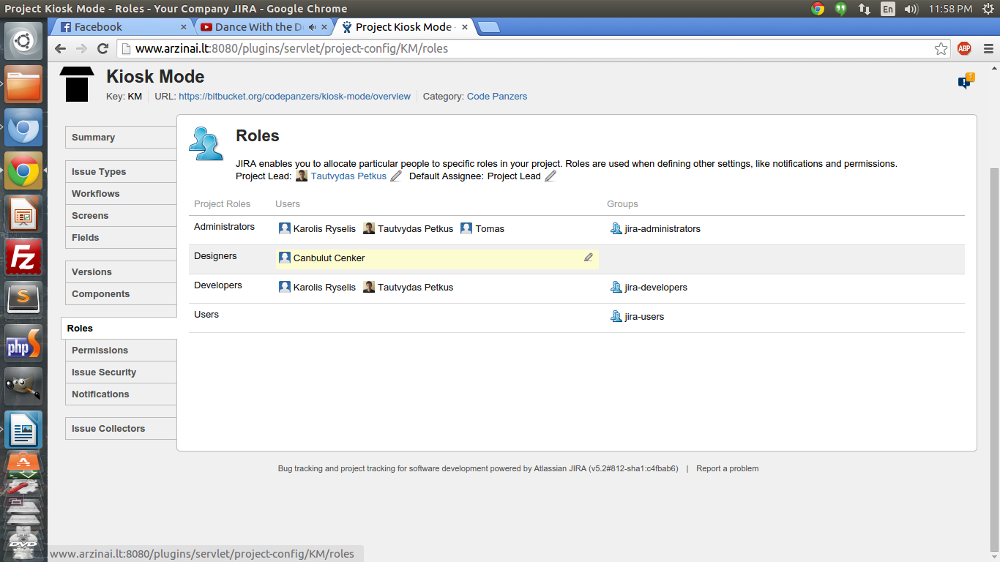 Project Kiosk Mode - Roles - Your Company JIRA - Google Chrome
En
11:58 PM
Facebook
Dance With the D
Project Kiosk Mode -
www.arzinai.lt:8080/plugins/servlet/project-config/KM/roles
ABP
Kiosk Mode
1
Key: KM URL: https://bitbucket.org/codepanzers/kiosk-mode/overview Category: Code Panzers
Summary
Issue Types
Workflows
Screens
Fields
Versions
Components
Roles
Permissions
Issue Security
Notifications
Issue Collectors
Roles
JIRA enables you to allocate particular people to specific roles in your project. Roles are used when defining other settings, like notifications and permissions.
Project Lead: Tautvydas Petkus Default Assignee: Project Lead
Project Roles Users Groups
Administrators Karolis Ryselis Tautvydas Petkus Tomas jira-administrators
Designers Canbulut Cenker
Developers Karolis Ryselis Tautvydas Petkus jira-developers
Users jira-users
Fz
S
php
Bug tracking and project tracking for software development powered by Atlassian JIRA (v5.2#812-sha1:c4fbab6) | Report a problem
www.arzinai.lt:8080/plugins/servlet/project-config/KM/roles